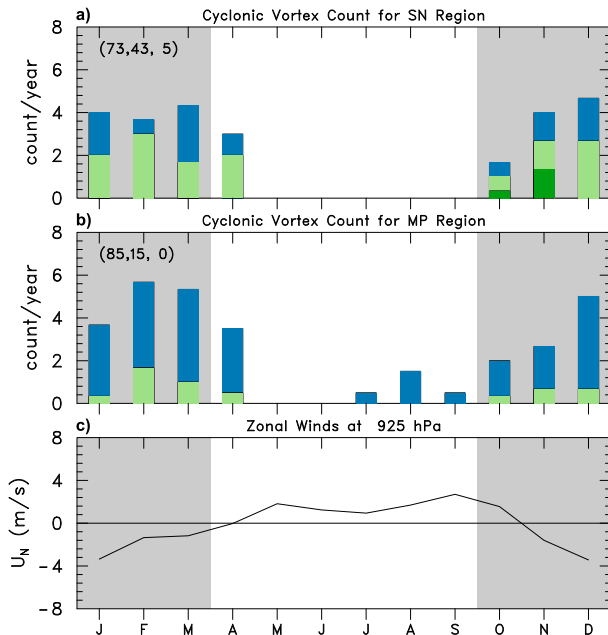 a) Cyclonic Vortex Count for SN Region
(73,43, 5)
count/year
8
6
4
2
0
b) Cyclonic Vortex Count for MP Region
(85,15, 0)
count/year
8
6
4
2
0
c) Zonal Winds at 925 hPa
U_N (m/s)
8
4
0
-4
-8
J F M A M J J A S O N D